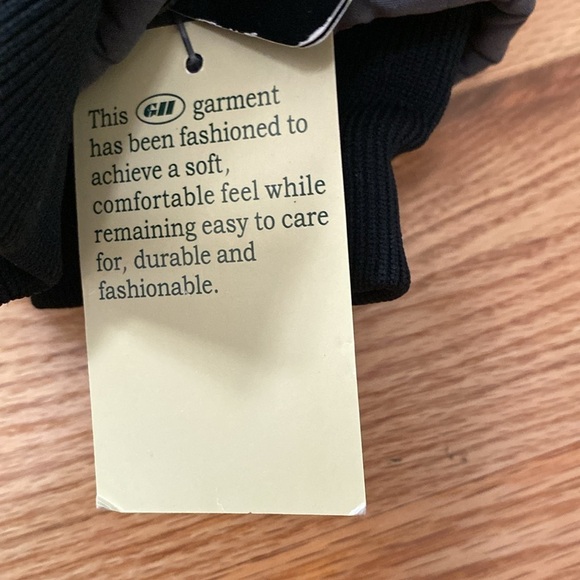 This GH garment
has been fashioned to
achieve a soft,
comfortable feel while
remaining easy to care
for, durable and
fashionable.